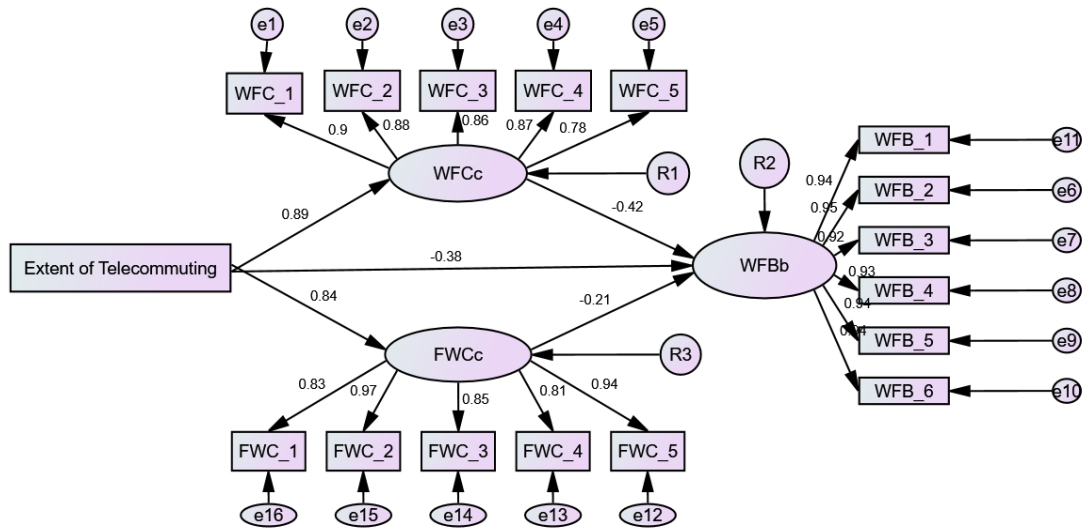 e1 e2 e3 e4 e5
WFC_1 WFC_2 WFC_3 WFC_4 WFC_5
0.9 0.88 0.86 0.87 0.78
WFCc
R1
R2
WFB_1 e11
WFB_2 e6
WFB_3 e7
WFB_4 e8
WFB_5 e9
WFB_6 e10
0.94
0.95
0.92
0.93
0.94
0.94
0.89
-0.42
Extent of Telecommuting
-0.38
WFBb
0.84
-0.21
FWCc
R3
0.83 0.97 0.85 0.81 0.94
FWC_1 FWC_2 FWC_3 FWC_4 FWC_5
e16 e15 e14 e13 e12